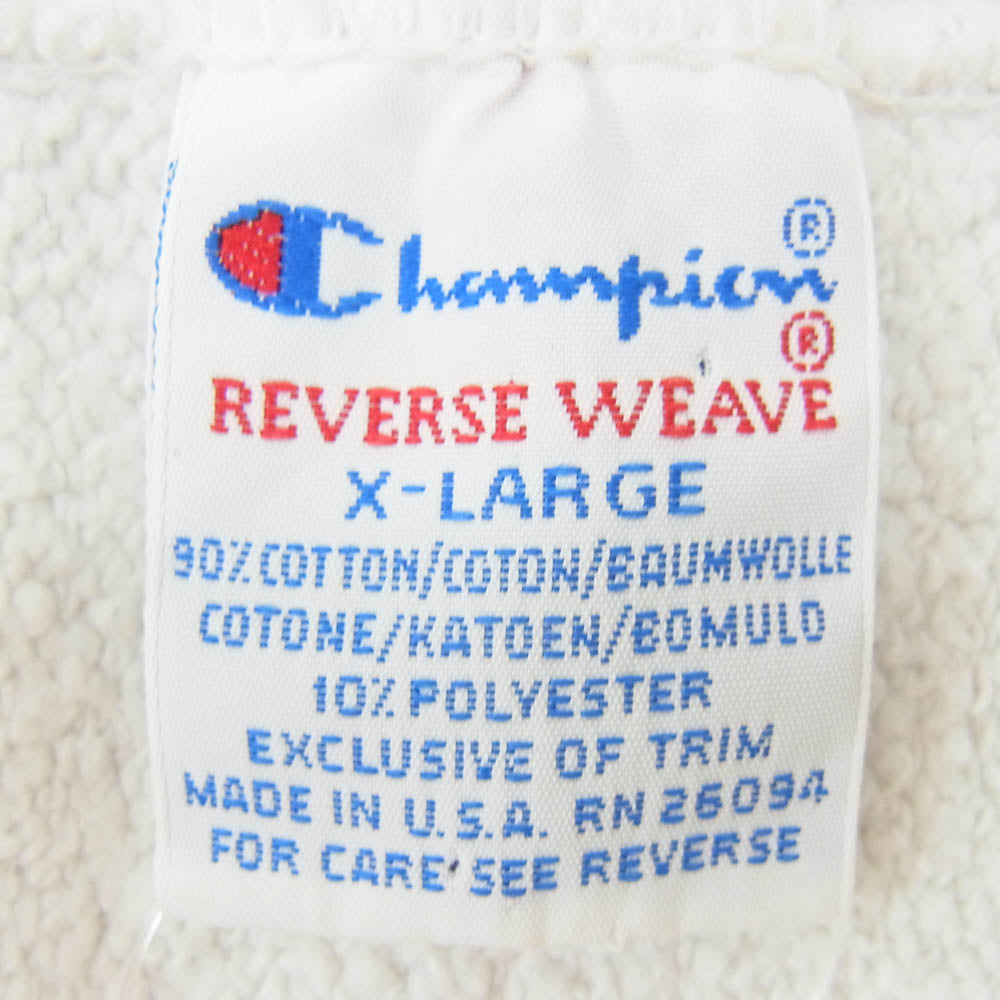 Champion®
®
REVERSE WEAVE
X-LARGE
90% COTTON/COTON/BAUMWOLLE
COTONE/KATOEN/BOMULD
10% POLYESTER
EXCLUSIVE OF TRIM
MADE IN U.S.A. RN 26094
FOR CARE SEE REVERSE